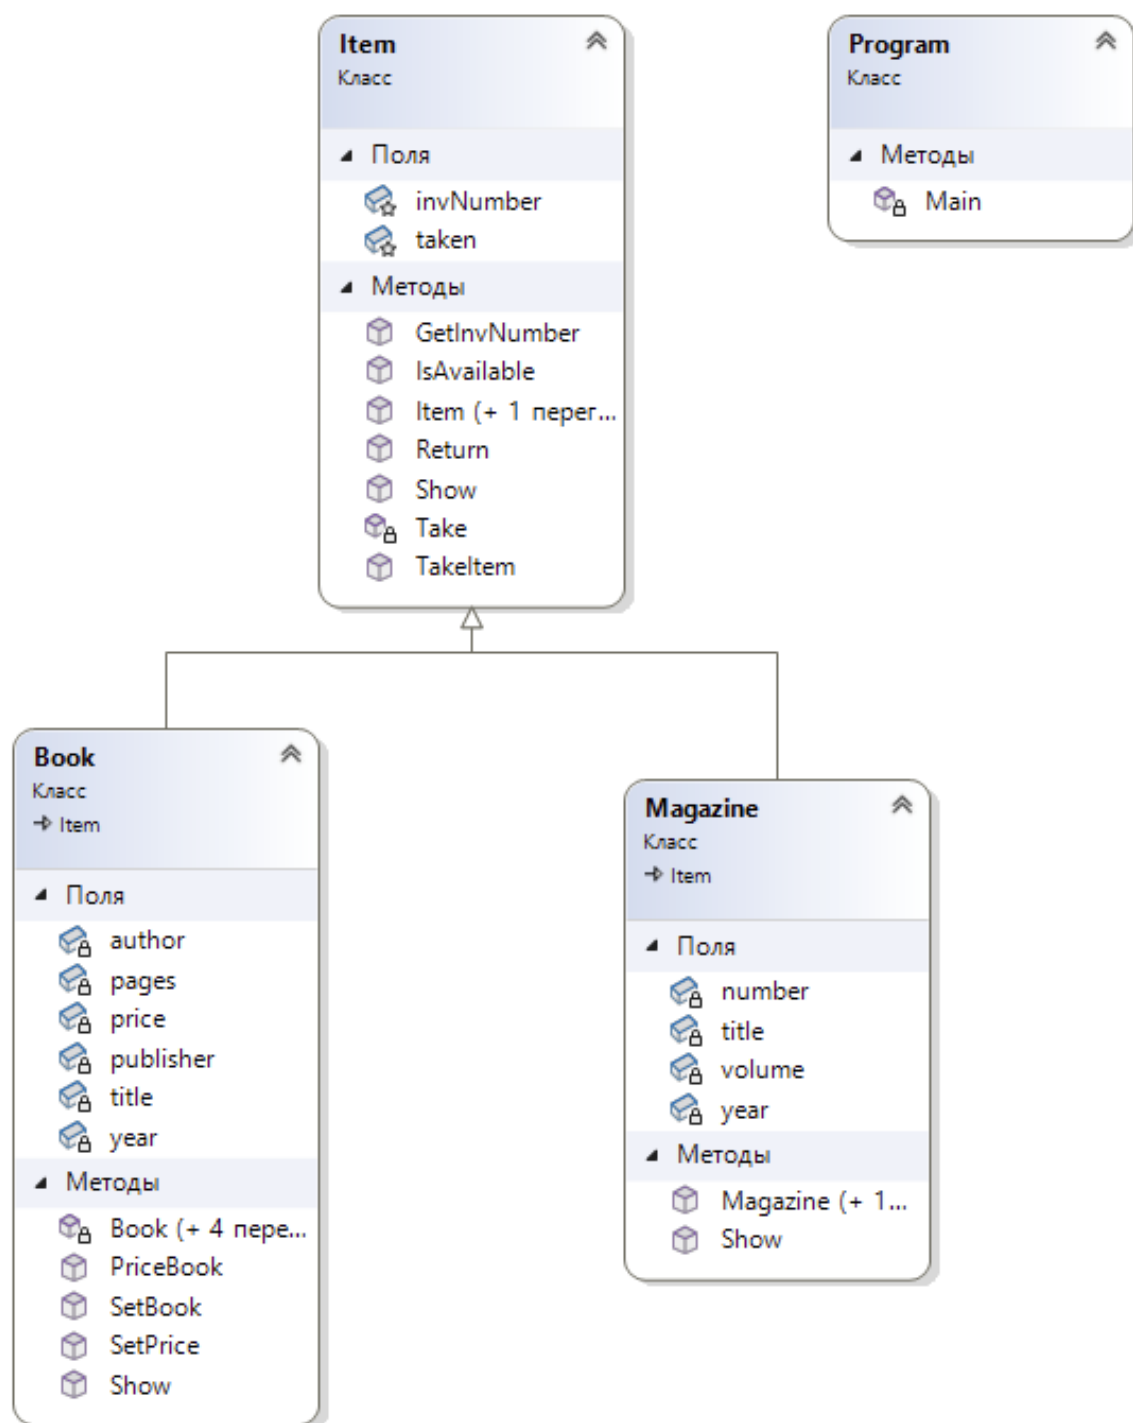 Item
Класс
Поля
invNumber
taken
Методы
GetInvNumber
IsAvailable
Item (+ 1 перег...
Return
Show
Take
TakeItem
Program
Класс
Методы
Main
Book
Класс
Item
Поля
author
pages
price
publisher
title
year
Методы
Book (+ 4 пере...
PriceBook
SetBook
SetPrice
Show
Magazine
Класс
Item
Поля
number
title
volume
year
Методы
Magazine (+ 1...
Show